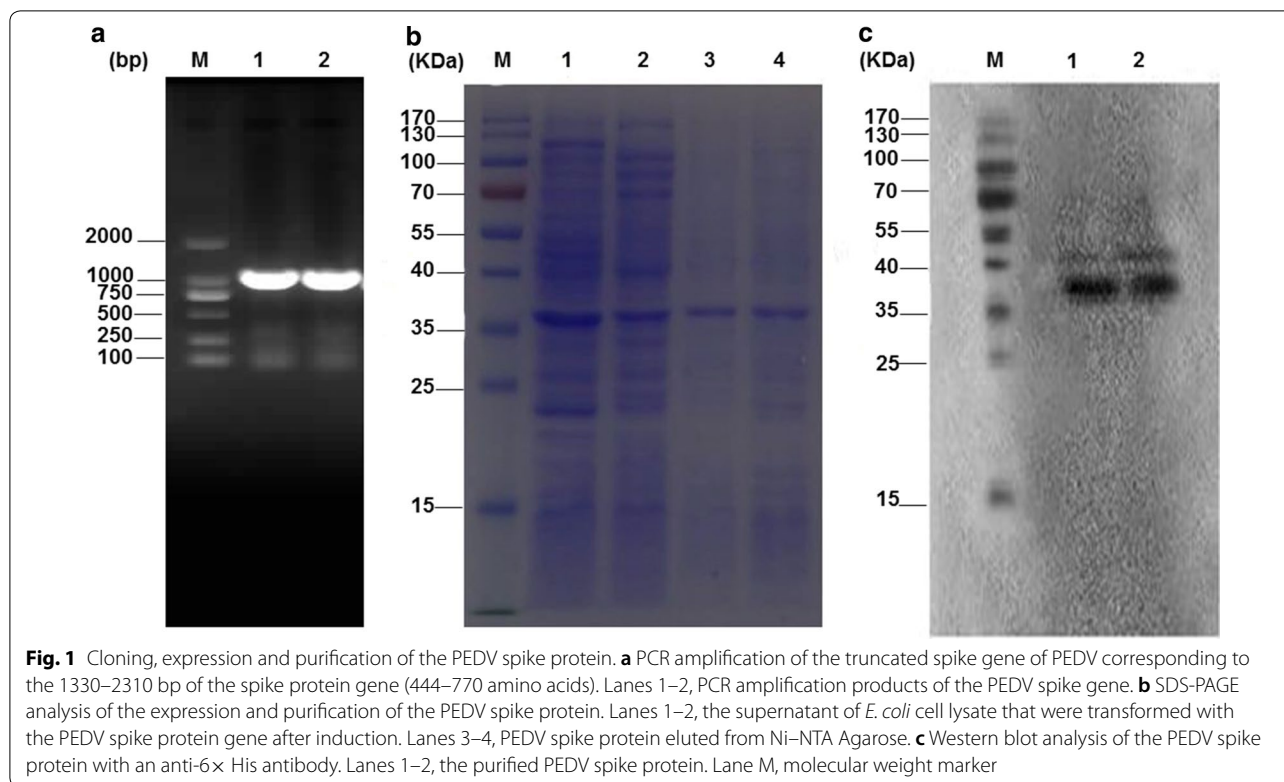 a
(bp) M 1 2
2000
1000
750
500
250
100
b
(KDa) M 1 2 3 4
170
130
100
70
55
40
35
25
15
c
(KDa) M 1 2
170
130
100
70
55
40
35
25
15
Fig. 1 Cloning, expression and purification of the PEDV spike protein. a PCR amplification of the truncated spike gene of PEDV corresponding to
the 1330–2310 bp of the spike protein gene (444–770 amino acids). Lanes 1–2, PCR amplification products of the PEDV spike gene. b SDS-PAGE
analysis of the expression and purification of the PEDV spike protein. Lanes 1–2, the supernatant of E. coli cell lysate that were transformed with
the PEDV spike protein gene after induction. Lanes 3–4, PEDV spike protein eluted from Ni–NTA Agarose. c Western blot analysis of the PEDV spike
protein with an anti-6× His antibody. Lanes 1–2, the purified PEDV spike protein. Lane M, molecular weight marker